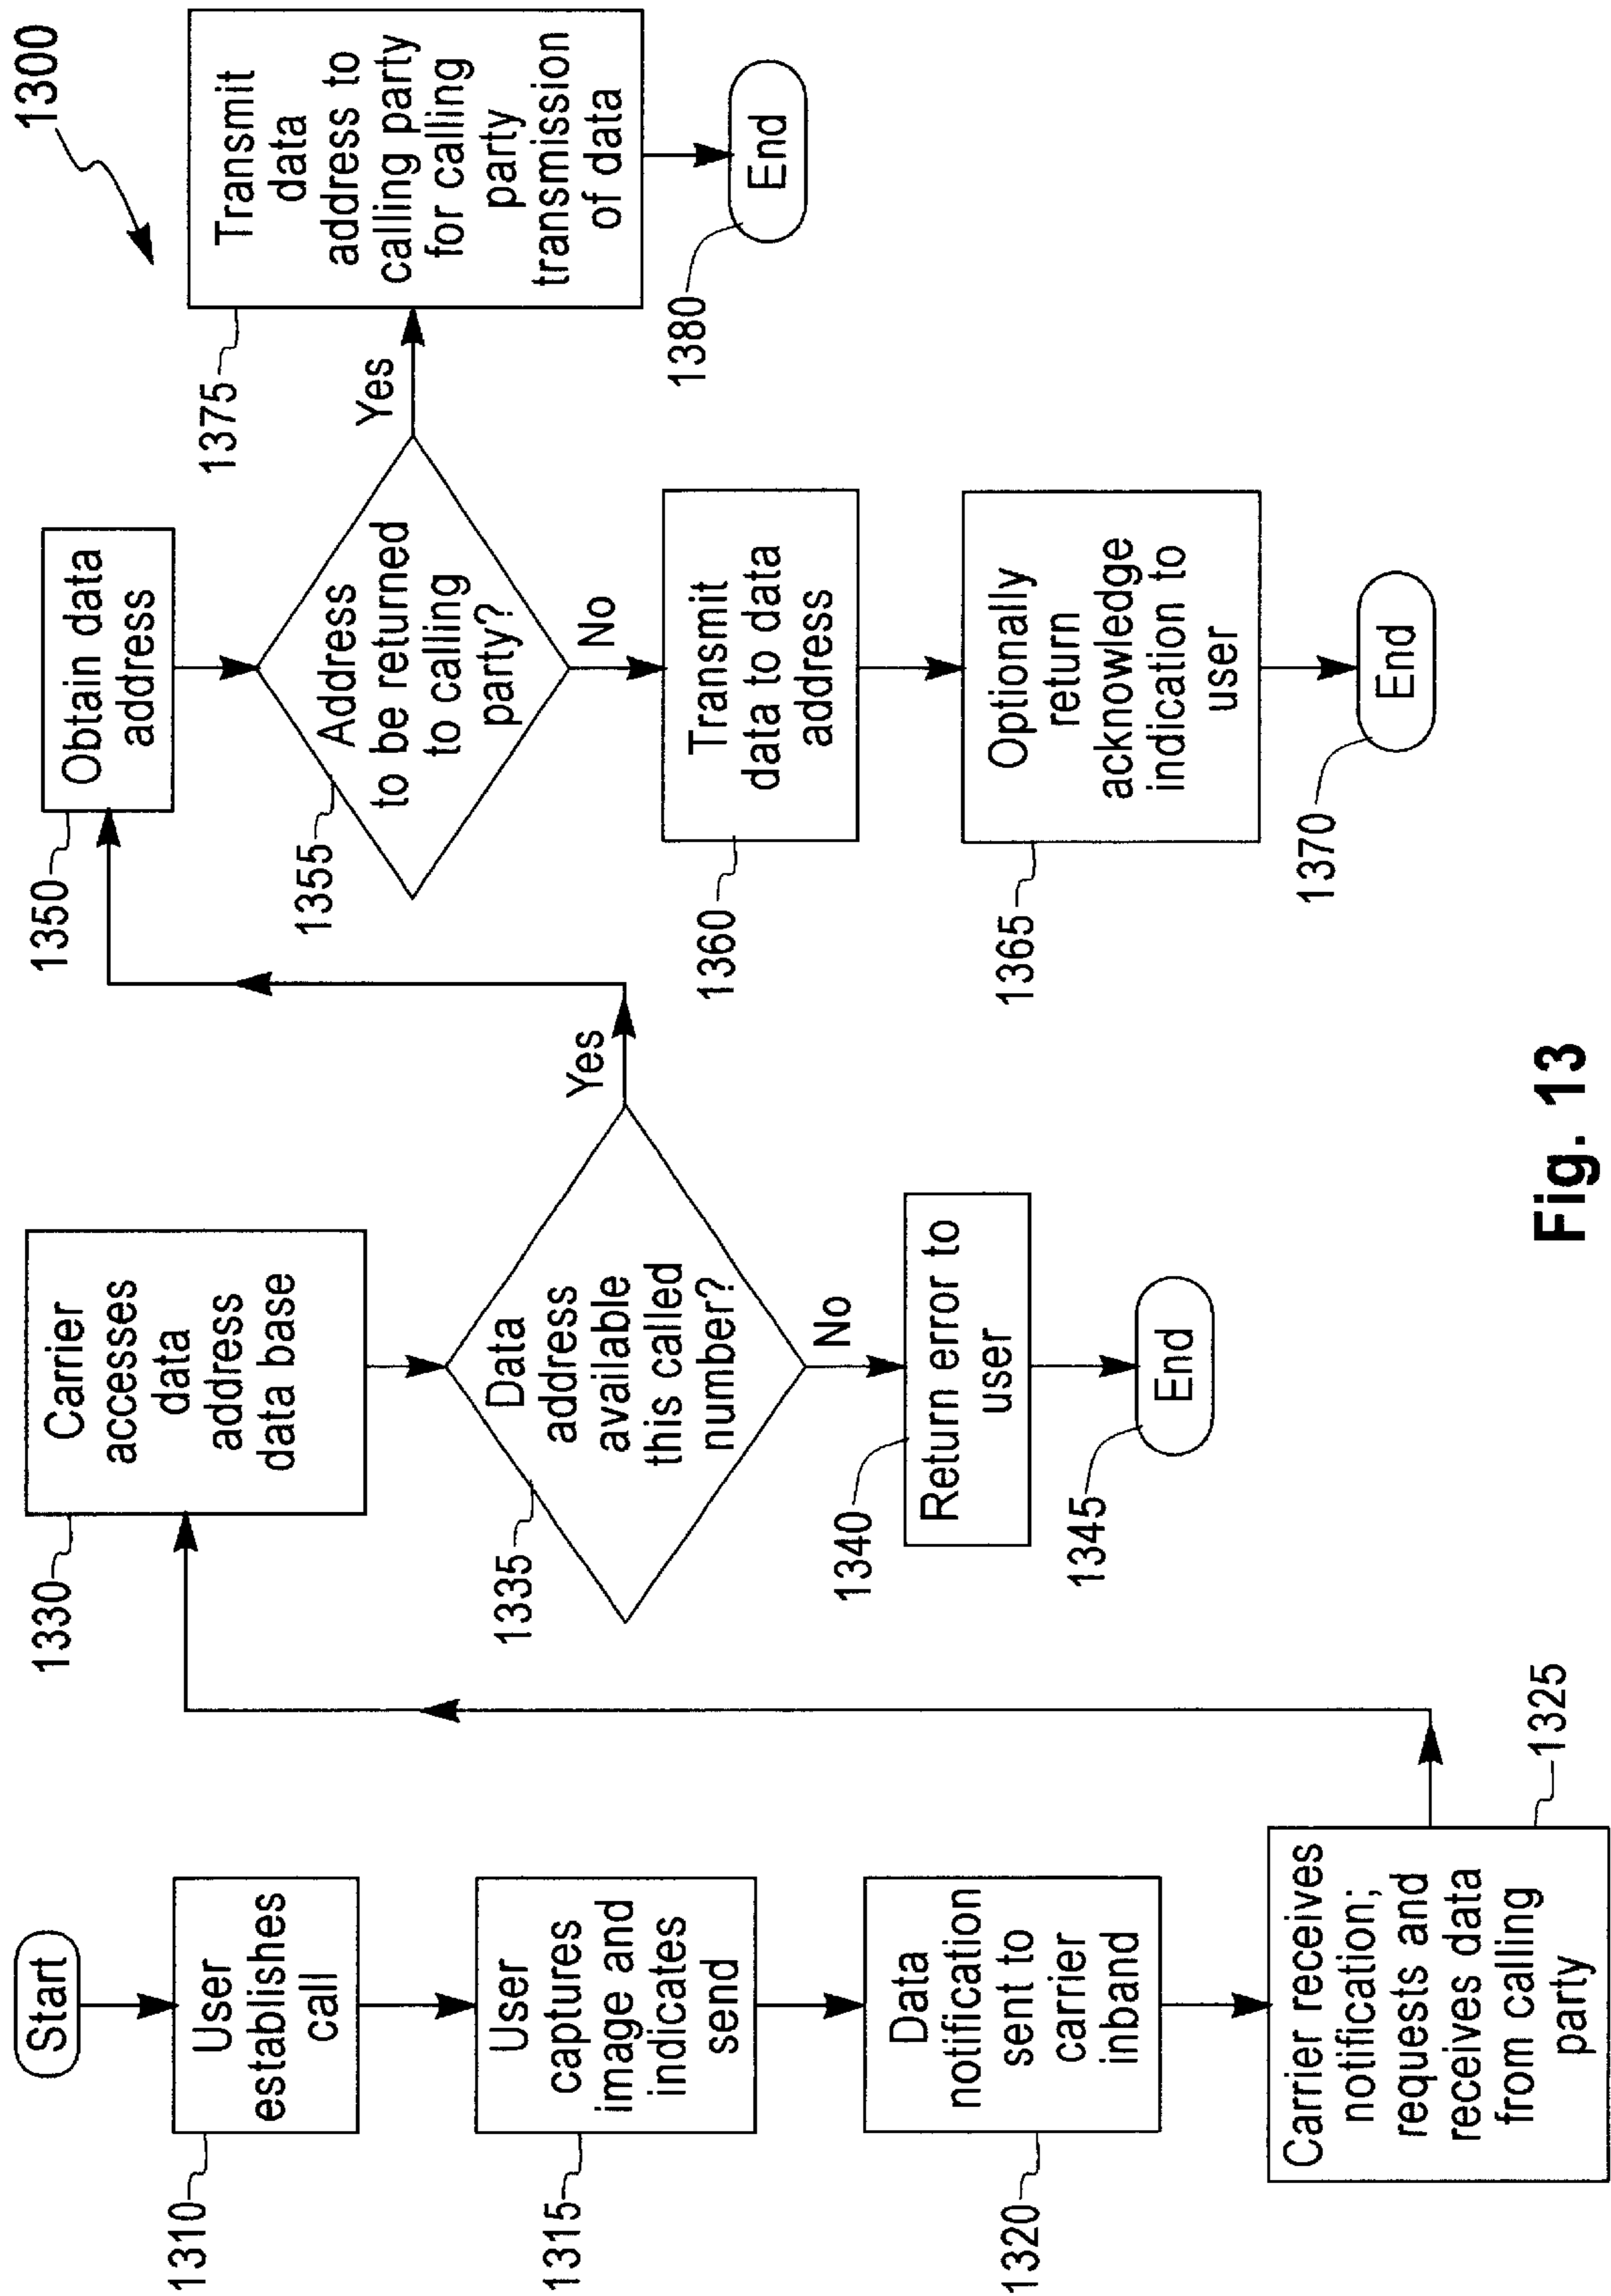 1300
Start
User
establishes
call
1310
User
captures
image and
indicates
send
1315
Data
notification
sent to
carrier
inband
1320
Carrier receives
notification;
requests and
receives data
from calling
party
1325
Carrier
accesses
data
address
data base
1330
Data
address
available
this called
number?
1335
Yes
No
Return error to
user
1340
End
1345
Obtain data
address
1350
Address
to be returned
to calling
party?
1355
Yes
No
Transmit
data to data
address
1360
Optionally
return
acknowledge
indication to
user
1365
End
1370
Transmit
data
address to
calling party
for calling
party
transmission
of data
1375
End
1380
Fig. 13